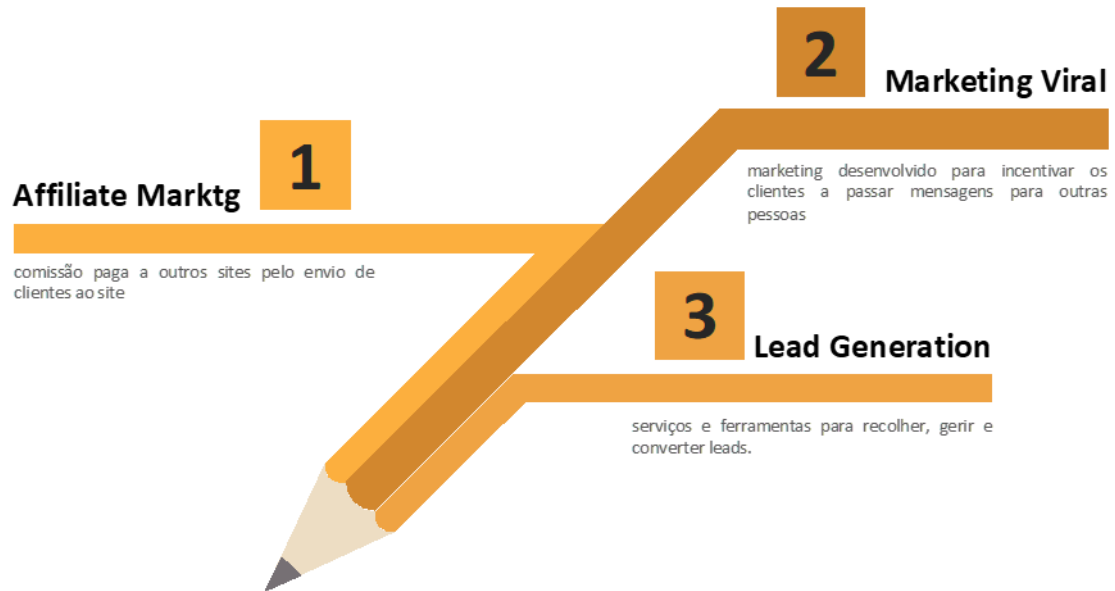 1
Affiliate Marktg
comissão paga a outros sites pelo envio de
clientes ao site
2
Marketing Viral
marketing desenvolvido para incentivar os
clientes a passar mensagens para outras
pessoas
3
Lead Generation
serviços e ferramentas para recolher, gerir e
converter leads.